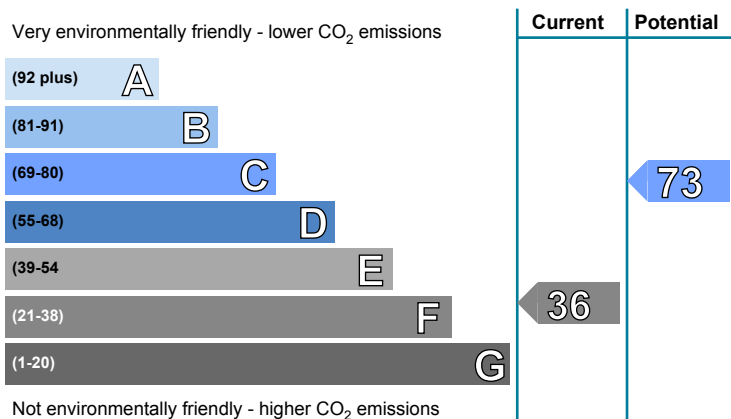 Very environmentally friendly - lower CO2 emissions
Current
Potential
(92 plus) A
(81-91) B
(69-80) C
73
(55-68) D
(39-54 E
36
(21-38) F
(1-20) G
Not environmentally friendly - higher CO2 emissions